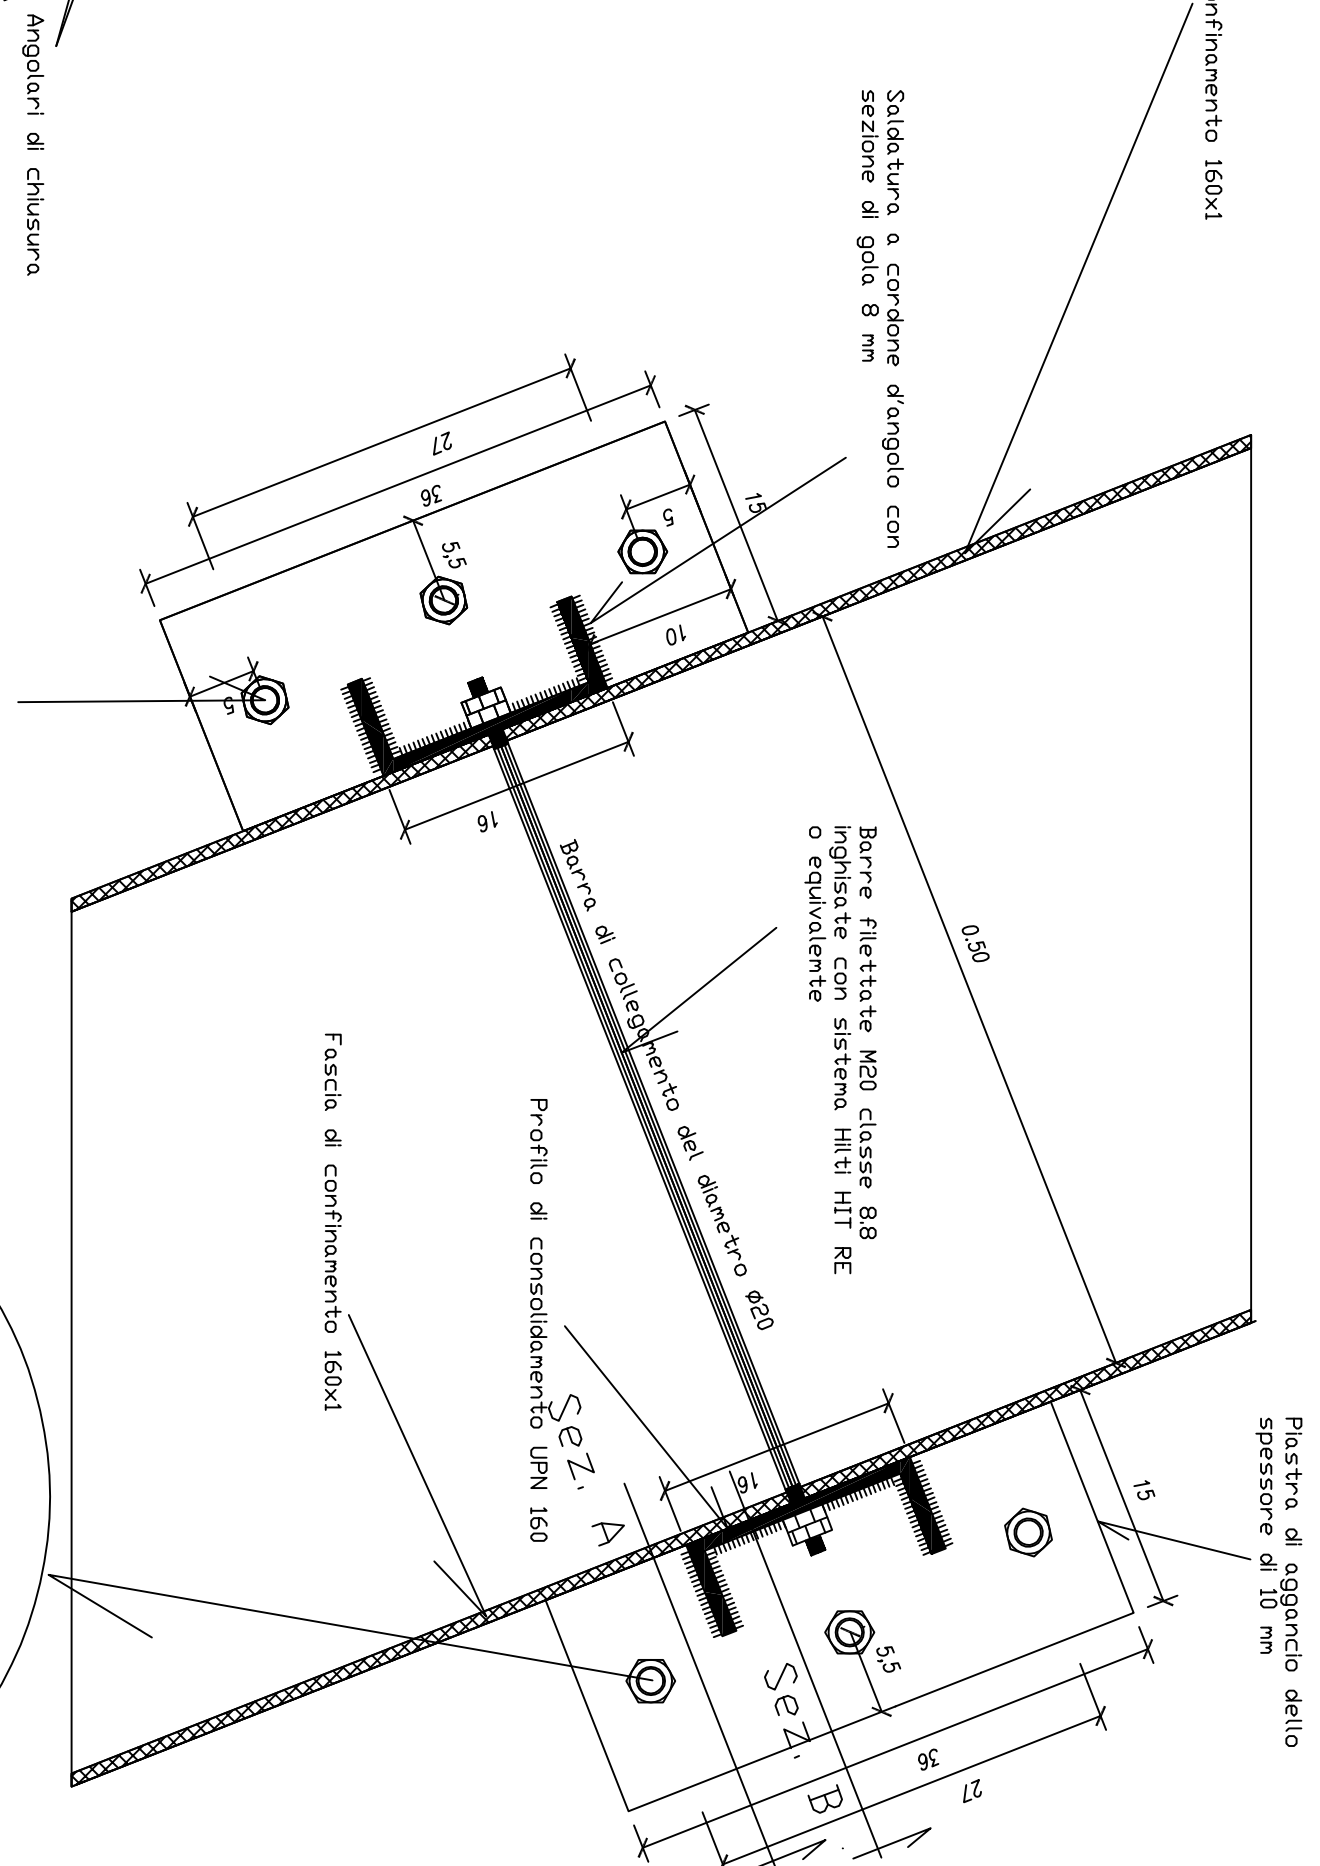 Angolari di chiusura
nfinamento 160x1
Saldatura a cordone d'angolo con
sezione di gola 8 mm
27
36
5,5
5
15
10
5
16
Barra di collegamento del diametro ø20
Barre filettate M20 classe 8.8
inghisate con sistema Hilti HIT RE
o equivalemte
0.50
Fascia di confinamento 160x1
Profilo di consolidamento UPN 160
Sez. A
16
Piastra di aggancio dello
spessore di 10 mm
15
5,5
Sez. B
36
27